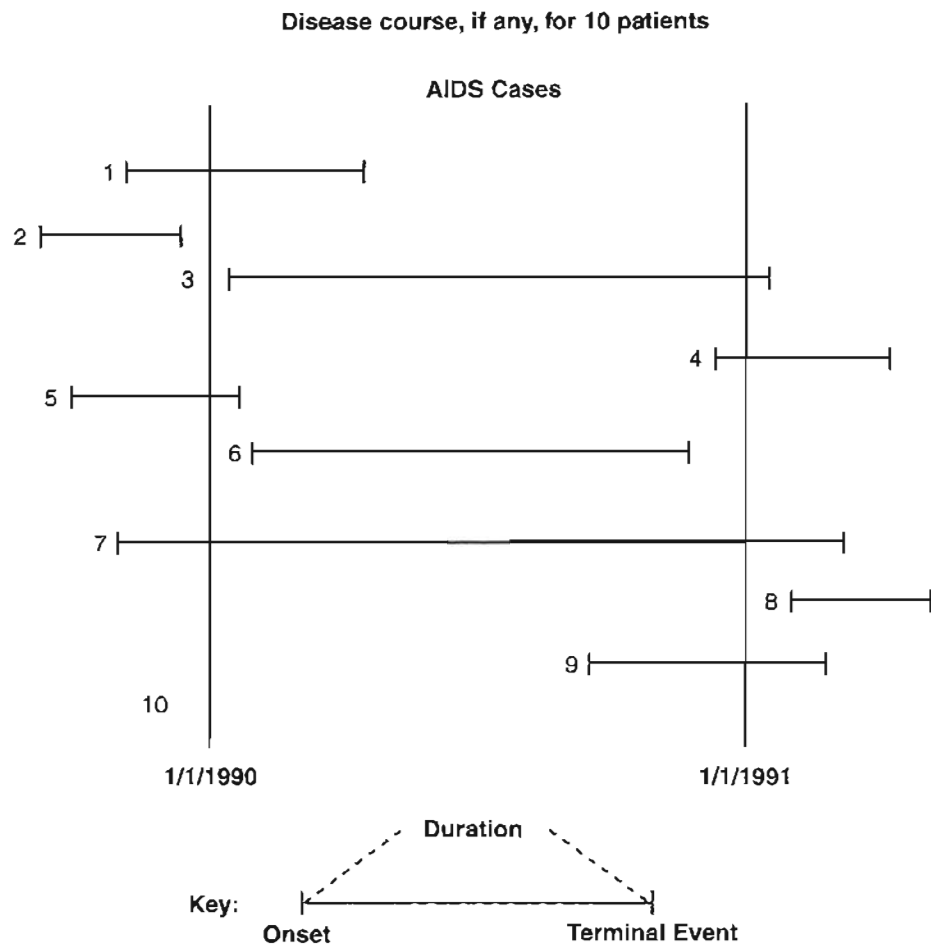 Disease course, if any, for 10 patients
AIDS Cases
1
2
3
4
5
6
7
8
9
10
1/1/1990 1/1/1991
Duration
Key:
Onset Terminal Event